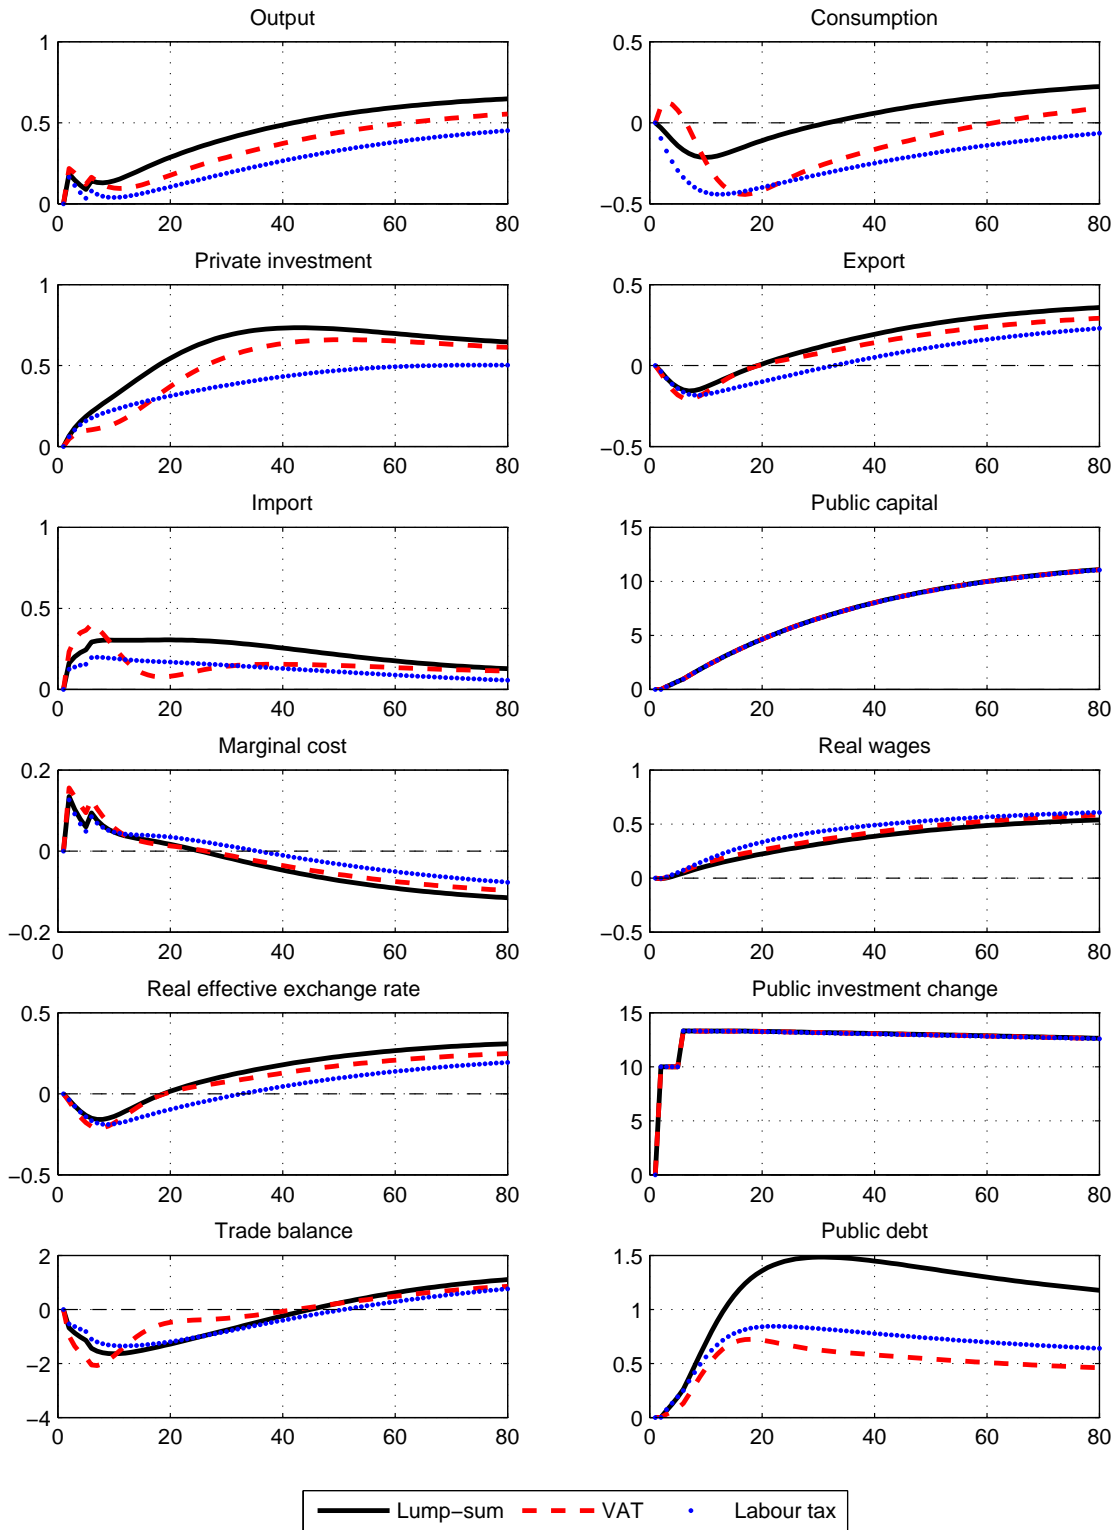 Output
Consumption
1
0.5
0
0 20 40 60 80
0.5
0
−0.5
0 20 40 60 80
Private investment
Export
1
0.5
0
0 20 40 60 80
0.5
0
−0.5
0 20 40 60 80
Import
Public capital
1
0.5
0
0 20 40 60 80
15
10
5
0
0 20 40 60 80
Marginal cost
Real wages
0.2
0
−0.2
0 20 40 60 80
1
0.5
0
−0.5
0 20 40 60 80
Real effective exchange rate
Public investment change
0.5
0
−0.5
0 20 40 60 80
15
10
5
0
0 20 40 60 80
Trade balance
Public debt
2
0
−2
−4
0 20 40 60 80
1.5
1
0.5
0
0 20 40 60 80
Lump−sum VAT Labour tax